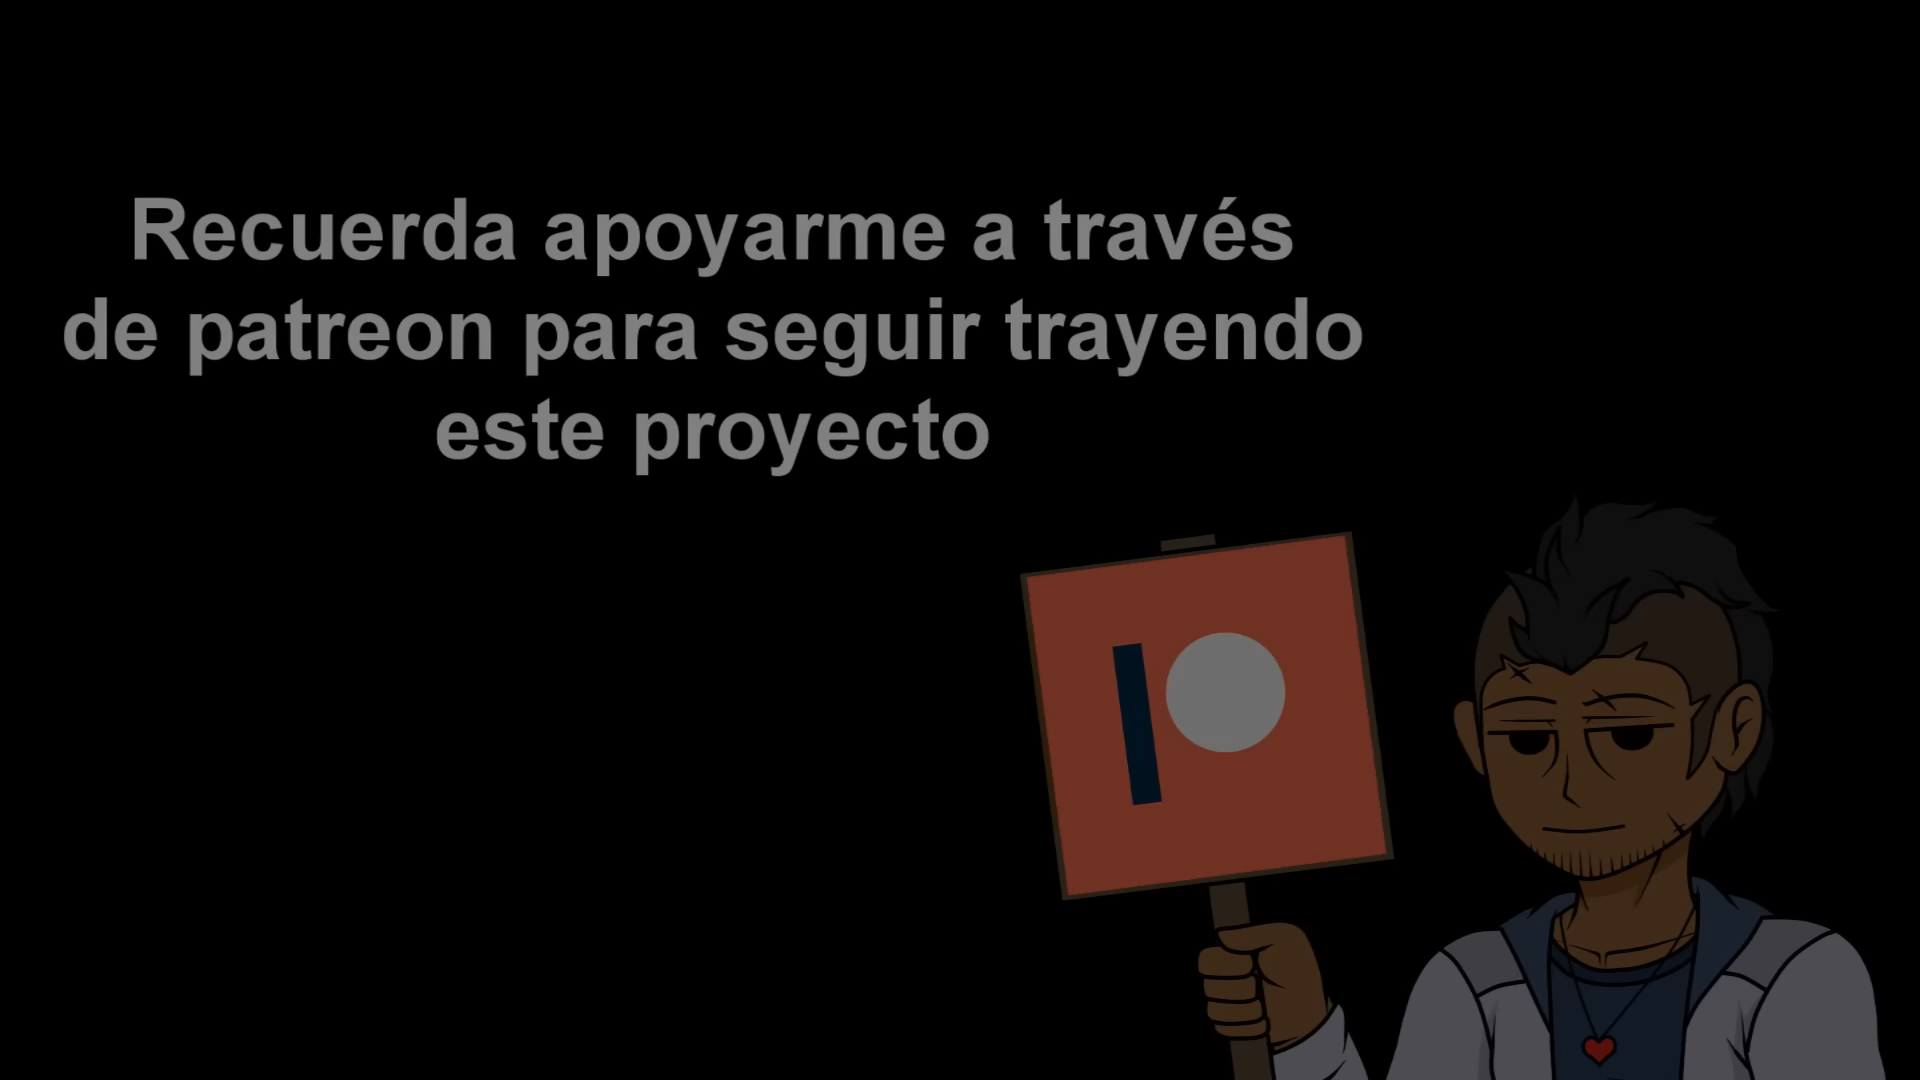 Recuerda apoyarme a través
de patreon para seguir trayendo
este proyecto